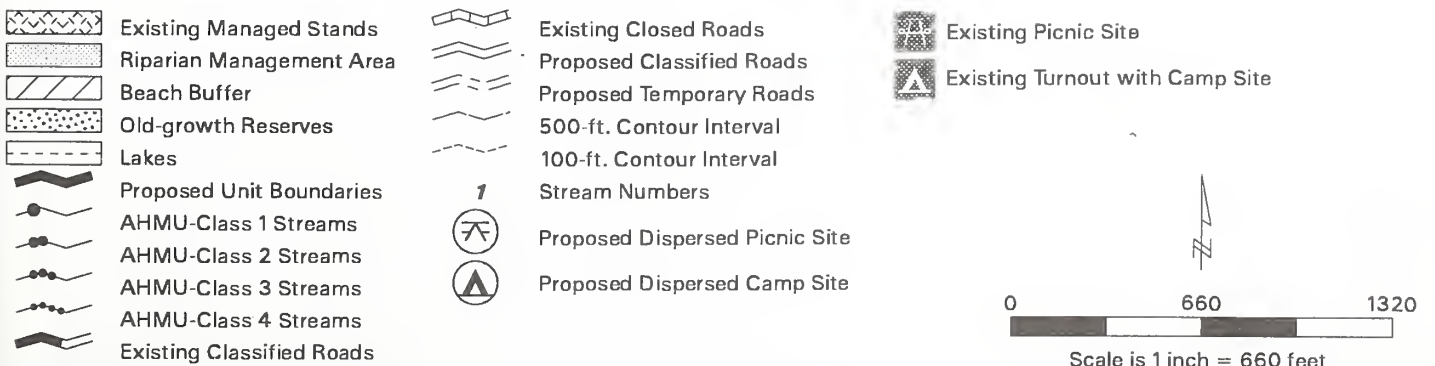 Existing Managed Stands
Riparian Management Area
Beach Buffer
Old-growth Reserves
Lakes
Proposed Unit Boundaries
AHMU-Class 1 Streams
AHMU-Class 2 Streams
AHMU-Class 3 Streams
AHMU-Class 4 Streams
Existing Classified Roads
Existing Closed Roads
Proposed Classified Roads
Proposed Temporary Roads
500-ft. Contour Interval
100-ft. Contour Interval
1 Stream Numbers
Proposed Dispersed Picnic Site
Proposed Dispersed Camp Site
Existing Picnic Site
Existing Turnout with Camp Site
N
0 660 1320
Scale is 1 inch = 660 feet